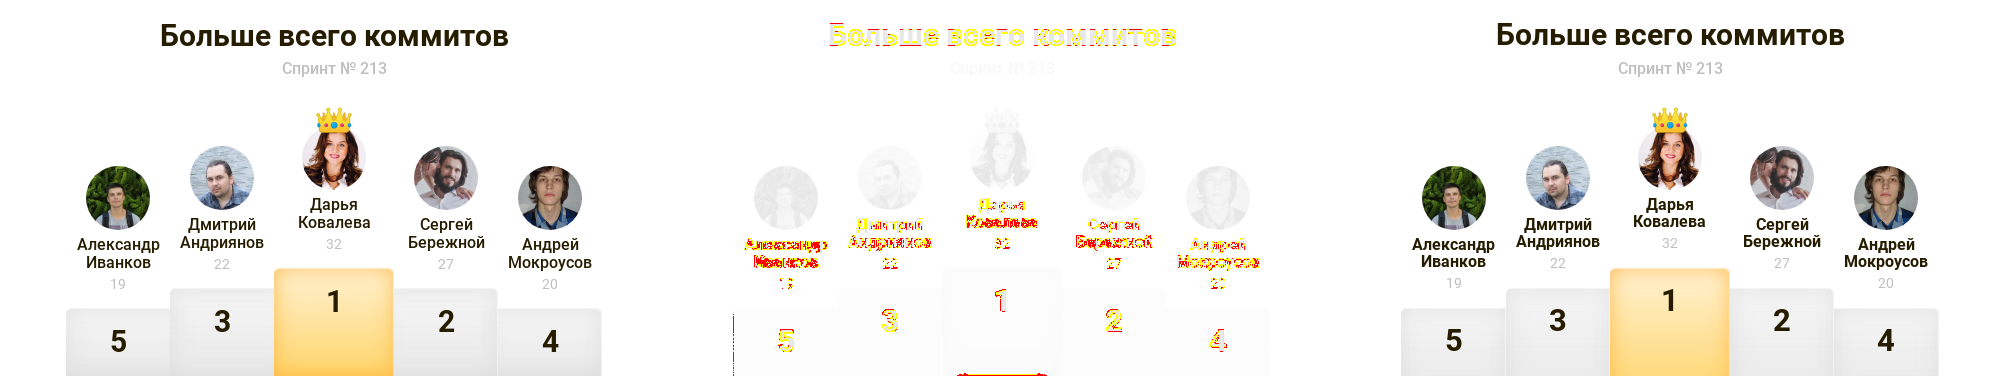 Больше всего коммитов
Спринт № 213
Дарья
Ковалева
32
Дмитрий
Андриянов
22
Сергей
Бережной
27
Александр
Иванков
19
Андрей
Мокроусов
20
5
3
1
2
4
Больше всего коммитов
Спринт № 213
Дарья
Ковалева
32
Дмитрий
Андриянов
22
Сергей
Бережной
27
Александр
Иванков
19
Андрей
Мокроусов
20
5
3
1
2
4
Больше всего коммитов
Спринт № 213
Дарья
Ковалева
32
Дмитрий
Андриянов
22
Сергей
Бережной
27
Александр
Иванков
19
Андрей
Мокроусов
20
5
3
1
2
4